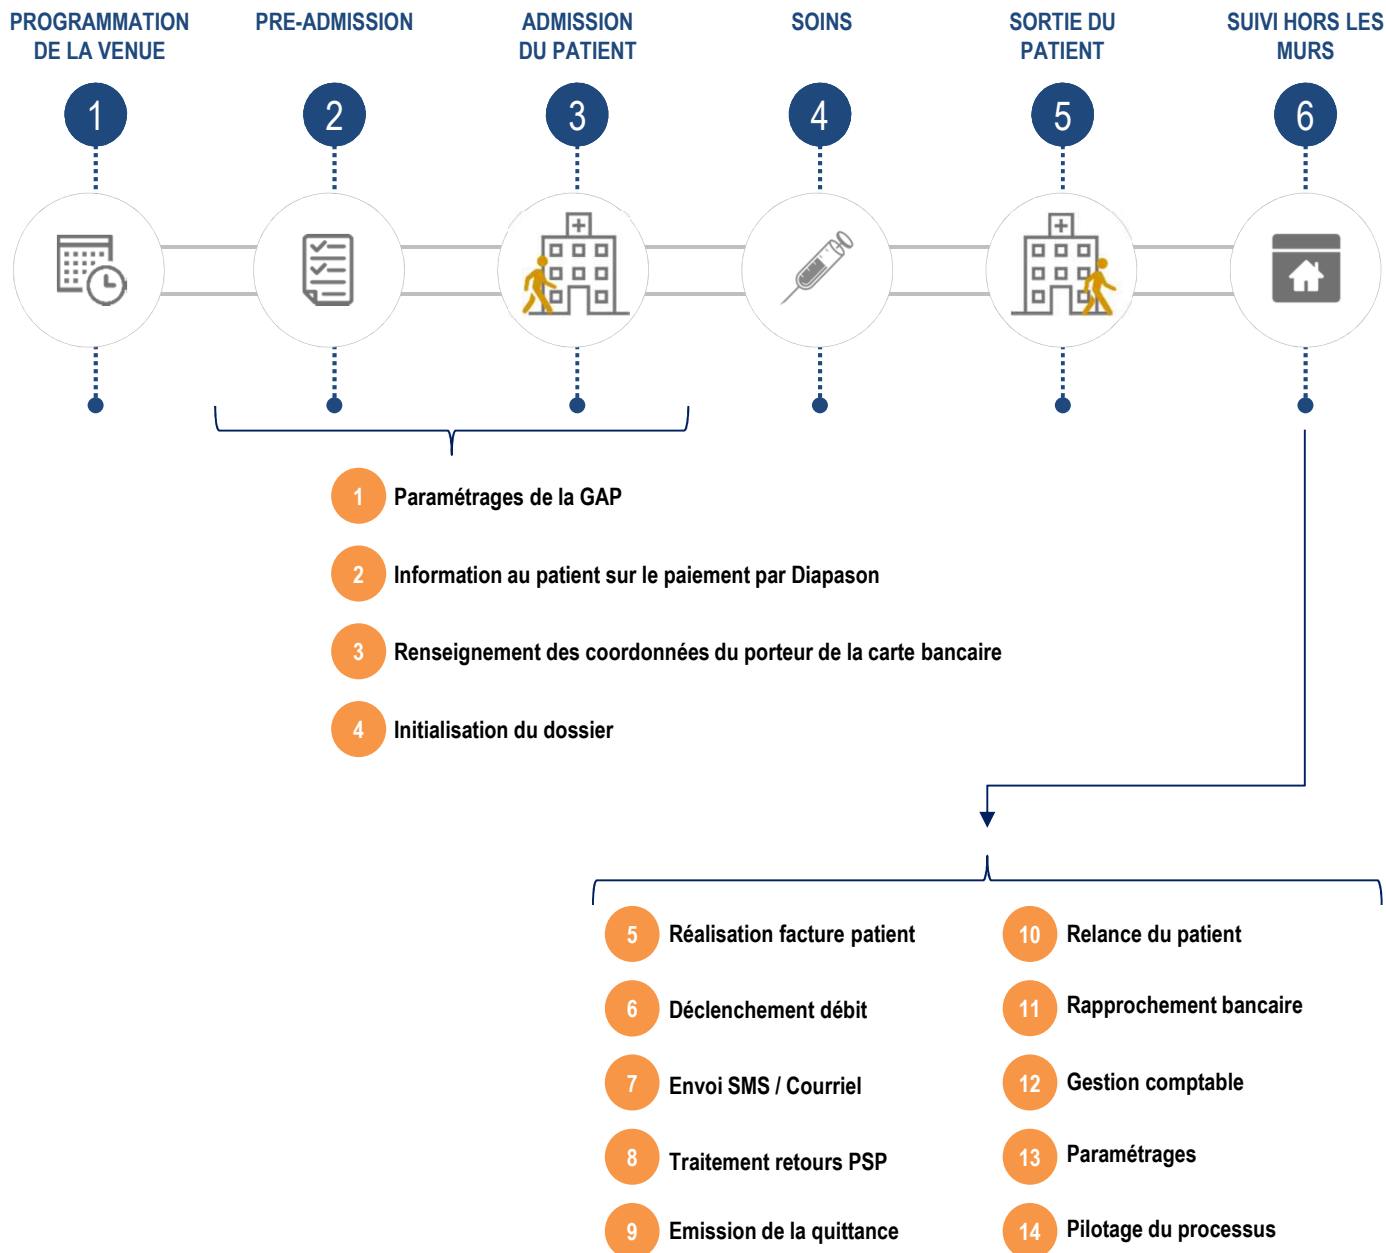 PROGRAMMATION
DE LA VENUE
PRE-ADMISSION
ADMISSION
DU PATIENT
SOINS
SORTIE DU
PATIENT
SUIVI HORS LES
MURS
1
2
3
4
5
6
1 Paramétrages de la GAP
2 Information au patient sur le paiement par Diapason
3 Renseignement des coordonnées du porteur de la carte bancaire
4 Initialisation du dossier
5 Réalisation facture patient
6 Déclenchement débit
7 Envoi SMS / Courriel
8 Traitement retours PSP
9 Emission de la quittance
10 Relance du patient
11 Rapprochement bancaire
12 Gestion comptable
13 Paramétrages
14 Pilotage du processus